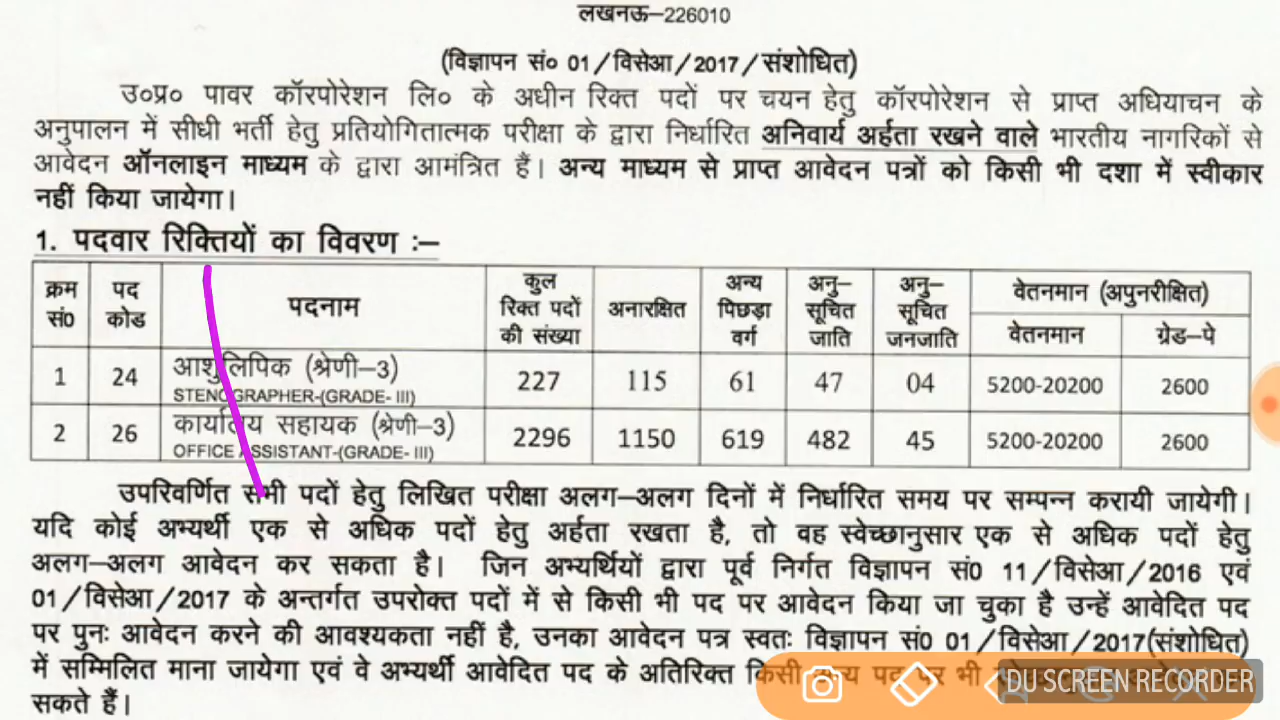 लखनऊ–226010
(विज्ञापन सं० 01/विसेआ/2017/संशोधित)
उ०प्र० पावर कॉरपोरेशन लि० के अधीन रिक्त पदों पर चयन हेतु कॉरपोरेशन से प्राप्त अधियाचन के
अनुपालन में सीधी भर्ती हेतु प्रतियोगितात्मक परीक्षा के द्वारा निर्धारित अनिवार्य अर्हता रखने वाले भारतीय नागरिकों से
आवेदन ऑनलाइन माध्यम के द्वारा आमंत्रित हैं। अन्य माध्यम से प्राप्त आवेदन पत्रों को किसी भी दशा में स्वीकार
नहीं किया जायेगा।
1. पदवार रिक्तियों का विवरण :–
क्रम सं० पद कोड पदनाम कुल रिक्त पदों की संख्या अनारक्षित अन्य पिछड़ा वर्ग अनु–सूचित जाति अनु–सूचित जनजाति वेतनमान (अपुनरीक्षित)
वेतनमान ग्रेड–पे
1 24 आशुलिपिक (श्रेणी–3) 227 115 61 47 04 5200-20200 2600
STENOGRAPHER-(GRADE- III)
2 26 कार्यालय सहायक (श्रेणी–3) 2296 1150 619 482 45 5200-20200 2600
OFFICE ASSISTANT-(GRADE- III)
उपरिवर्णित सभी पदों हेतु लिखित परीक्षा अलग–अलग दिनों में निर्धारित समय पर सम्पन्न करायी जायेगी।
यदि कोई अभ्यर्थी एक से अधिक पदों हेतु अर्हता रखता है, तो वह स्वेच्छानुसार एक से अधिक पदों हेतु
अलग–अलग आवेदन कर सकता है। जिन अभ्यर्थियों द्वारा पूर्व निर्गत विज्ञापन सं0 11/विसेआ/2016 एवं
01/विसेआ/2017 के अन्तर्गत उपरोक्त पदों में से किसी भी पद पर आवेदन किया जा चुका है उन्हें आवेदित पद
पर पुनः आवेदन करने की आवश्यकता नहीं है, उनका आवेदन पत्र स्वतः विज्ञापन सं0 01/विसेआ/2017(संशोधित)
में सम्मिलित माना जायेगा एवं वे अभ्यर्थी आवेदित पद के अतिरिक्त किसी अन्य पद पर भी
DU SCREEN RECORDER
सकते हैं।